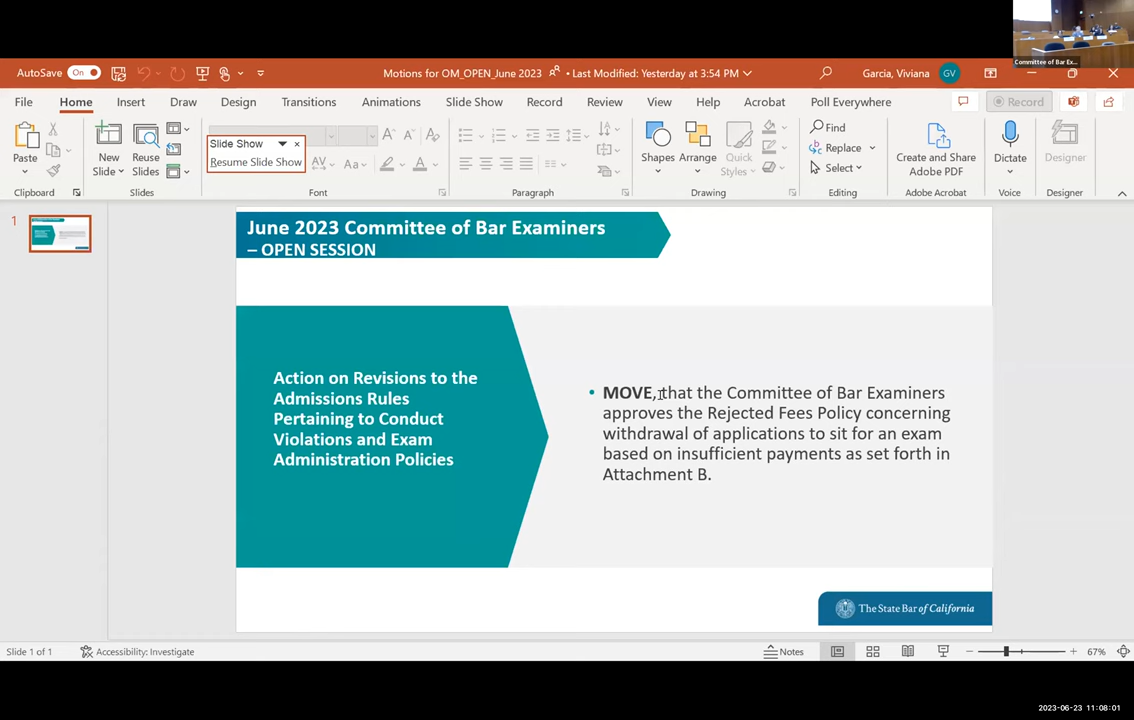 Committee of Bar Ex...
AutoSave On
Motions for OM_OPEN_June 2023 • Last Modified: Yesterday at 3:54 PM
Garcia, Viviana GV
File Home Insert Draw Design Transitions Animations Slide Show Record Review View Help Acrobat Poll Everywhere Record
Paste
New Slide
Reuse Slides
Slide Show
Resume Slide Show
Shapes Arrange Quick Styles
Find
Replace
Select
Create and Share Adobe PDF
Dictate
Designer
Clipboard Slides Font Paragraph Drawing Editing Adobe Acrobat Voice Designer
1
June 2023 Committee of Bar Examiners
– OPEN SESSION
Action on Revisions to the
Admissions Rules
Pertaining to Conduct
Violations and Exam
Administration Policies
• MOVE, that the Committee of Bar Examiners
approves the Rejected Fees Policy concerning
withdrawal of applications to sit for an exam
based on insufficient payments as set forth in
Attachment B.
The State Bar of California
Slide 1 of 1 Accessibility: Investigate Notes 67%
2023-06-23 11:08:01